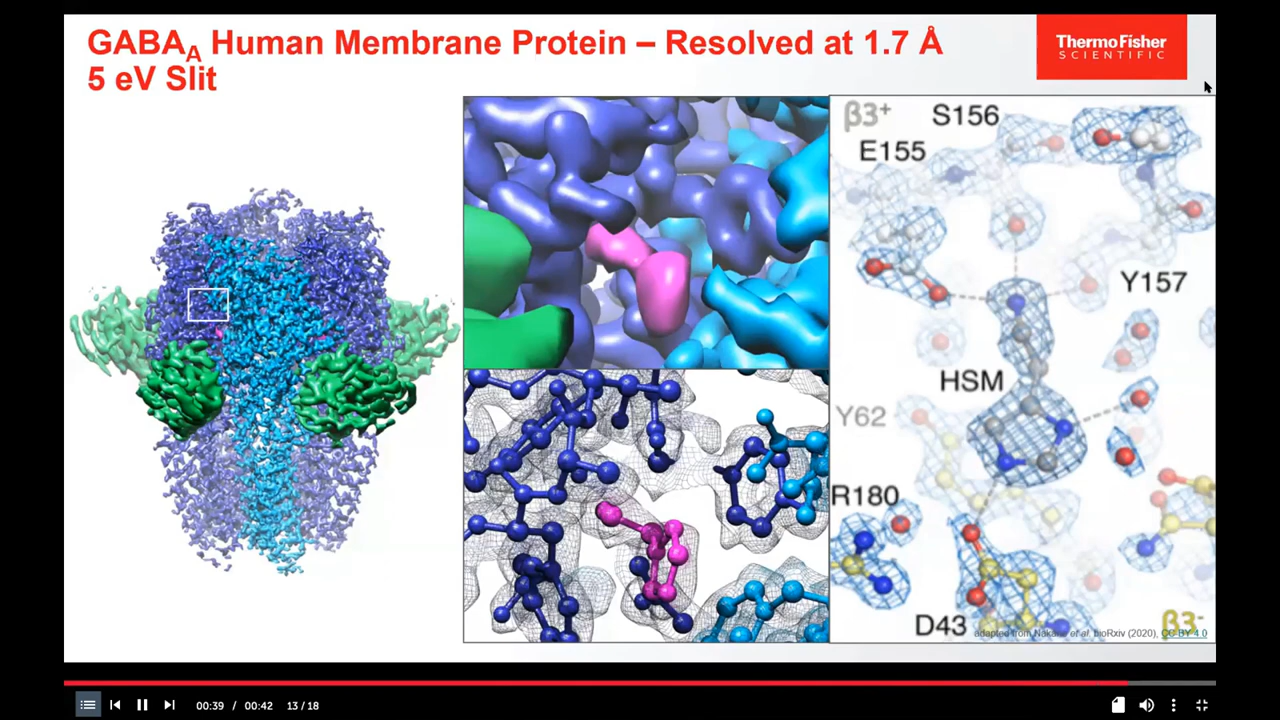 GABAA Human Membrane Protein – Resolved at 1.7 Å
5 eV Slit
ThermoFisher
SCIENTIFIC
β3+
S156
E155
Y157
HSM
Y62
R180
D43
β3-
adapted from Nakane et al. bioRxiv (2020), CC BY 4.0
00:39 / 00:42 13 / 18